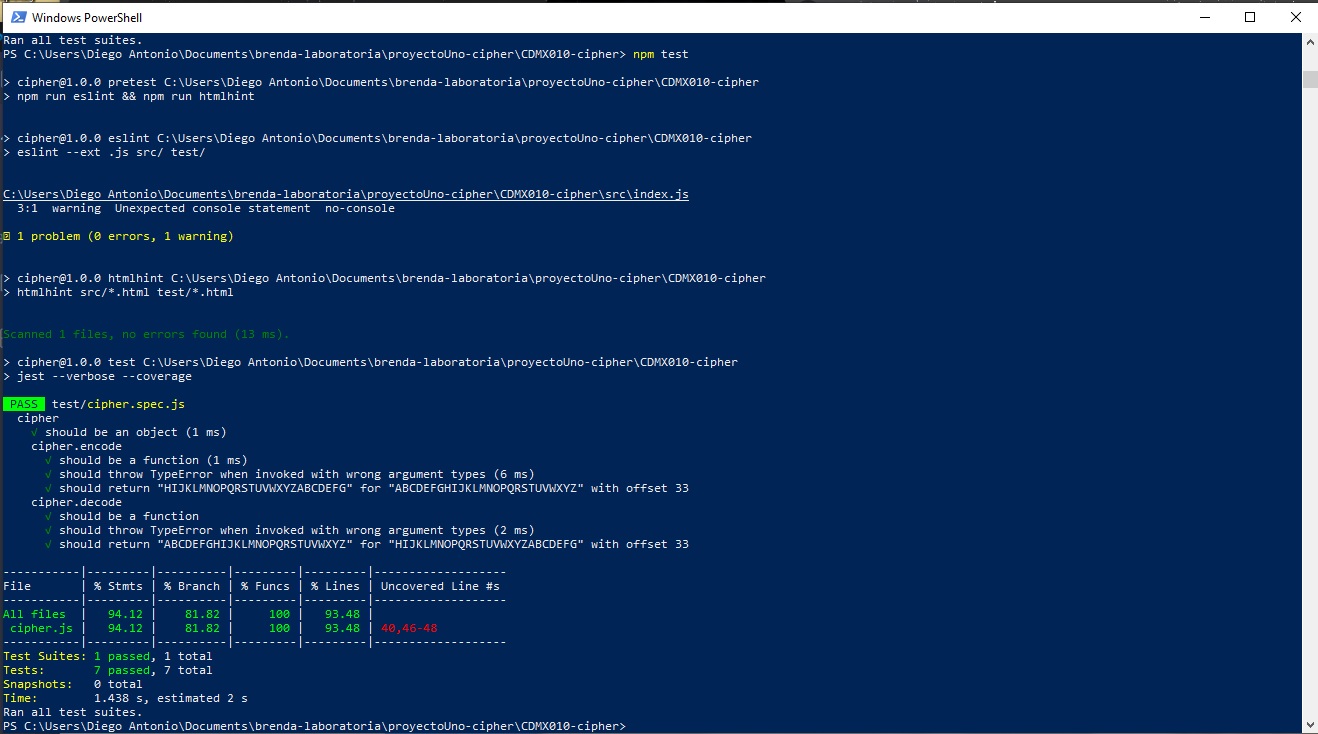 Windows PowerShell
Ran all test suites.
PS C:\Users\Diego Antonio\Documents\brenda-laboratoria\proyectoUno-cipher\CDMX010-cipher> npm test
> cipher@1.0.0 pretest C:\Users\Diego Antonio\Documents\brenda-laboratoria\proyectoUno-cipher\CDMX010-cipher
> npm run eslint && npm run htmlhint
> cipher@1.0.0 eslint C:\Users\Diego Antonio\Documents\brenda-laboratoria\proyectoUno-cipher\CDMX010-cipher
> eslint --ext .js src/ test/
C:\Users\Diego Antonio\Documents\brenda-laboratoria\proyectoUno-cipher\CDMX010-cipher\src\index.js
  3:1  warning  Unexpected console statement  no-console
1 problem (0 errors, 1 warning)
> cipher@1.0.0 htmlhint C:\Users\Diego Antonio\Documents\brenda-laboratoria\proyectoUno-cipher\CDMX010-cipher
> htmlhint src/*.html test/*.html
Scanned 1 files, no errors found (13 ms).
> cipher@1.0.0 test C:\Users\Diego Antonio\Documents\brenda-laboratoria\proyectoUno-cipher\CDMX010-cipher
> jest --verbose --coverage
PASS test/cipher.spec.js
  cipher
    √ should be an object (1 ms)
    cipher.encode
      √ should be a function (1 ms)
      √ should throw TypeError when invoked with wrong argument types (6 ms)
      √ should return "HIJKLMNOPQRSTUVWXYZABCDEFG" for "ABCDEFGHIJKLMNOPQRSTUVWXYZ" with offset 33
    cipher.decode
      √ should be a function
      √ should throw TypeError when invoked with wrong argument types (2 ms)
      √ should return "ABCDEFGHIJKLMNOPQRSTUVWXYZ" for "HIJKLMNOPQRSTUVWXYZABCDEFG" with offset 33
-----------|---------|----------|---------|---------|-------------------
File       | % Stmts | % Branch | % Funcs | % Lines | Uncovered Line #s
-----------|---------|----------|---------|---------|-------------------
All files  |   94.12 |    81.82 |     100 |   93.48 |
 cipher.js |   94.12 |    81.82 |     100 |   93.48 | 40,46-48
-----------|---------|----------|---------|---------|-------------------
Test Suites: 1 passed, 1 total
Tests:       7 passed, 7 total
Snapshots:   0 total
Time:        1.438 s, estimated 2 s
Ran all test suites.
PS C:\Users\Diego Antonio\Documents\brenda-laboratoria\proyectoUno-cipher\CDMX010-cipher>